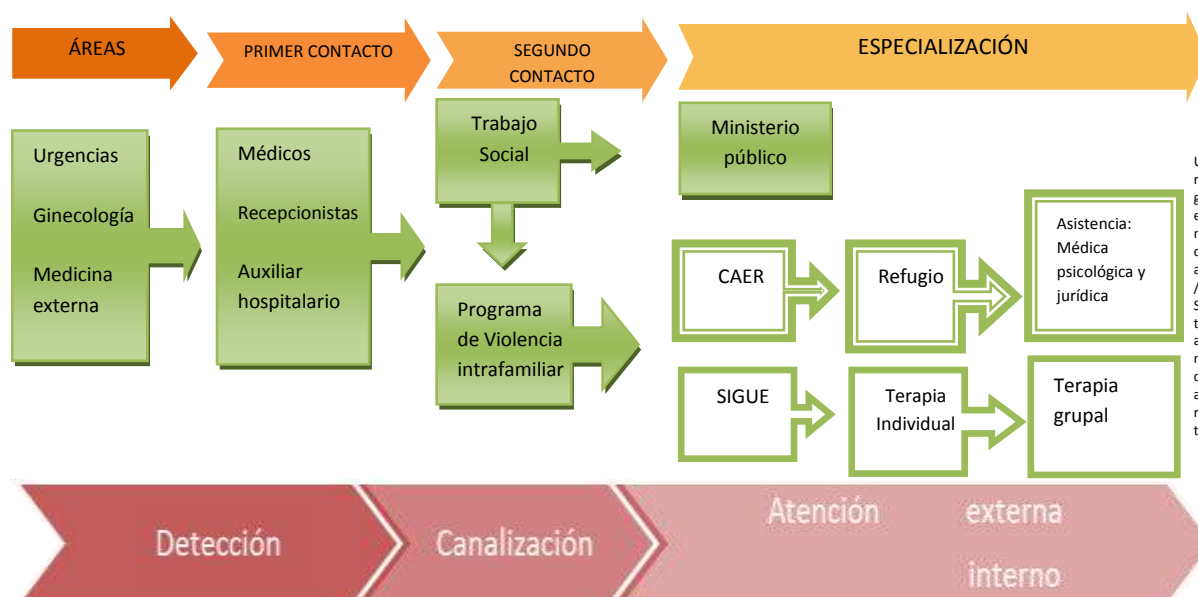 ÁREAS
PRIMER CONTACTO
SEGUNDO
CONTACTO
ESPECIALIZACIÓN
Urgencias
Ginecología
Medicina
externa
Médicos
Recepcionistas
Auxiliar
hospitalario
Trabajo
Social
Programa
de Violencia
intrafamiliar
Ministerio
público
CAER
Refugio
Asistencia:
Médica
psicológica y
jurídica
SIGUE
Terapia
Individual
Terapia
grupal
Detección
Canalización
Atención externa
interno